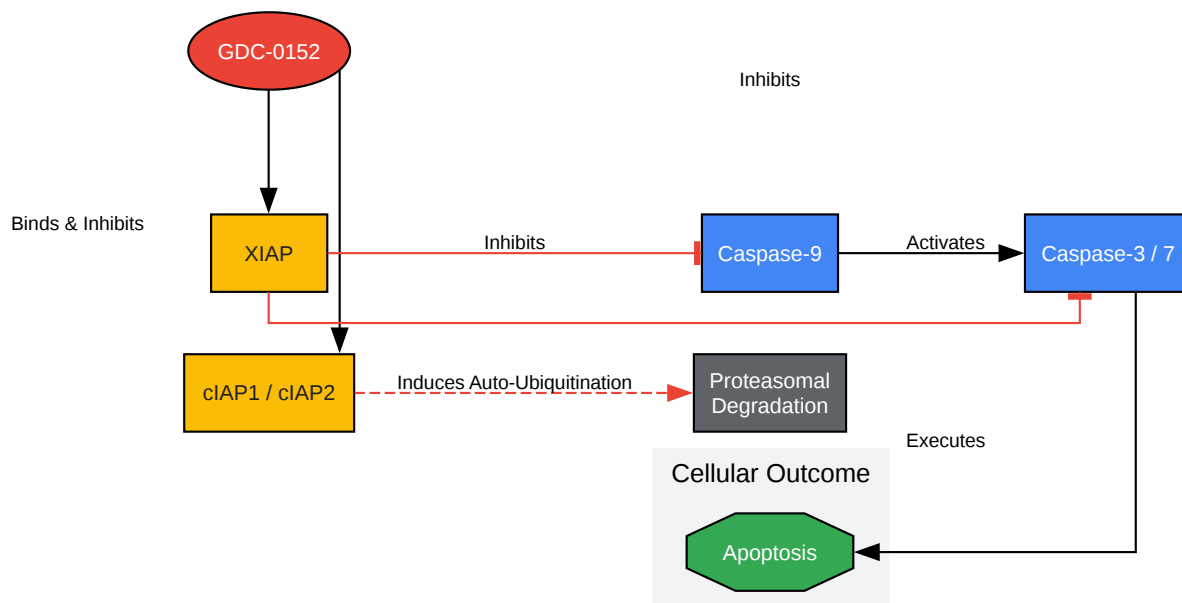 GDC-0152
Inhibits
Binds & Inhibits
XIAP
Inhibits
Caspase-9
Activates
Caspase-3 / 7
cIAP1 / cIAP2
Induces Auto-Ubiquitination
Proteasomal
Degradation
Executes
Cellular Outcome
Apoptosis